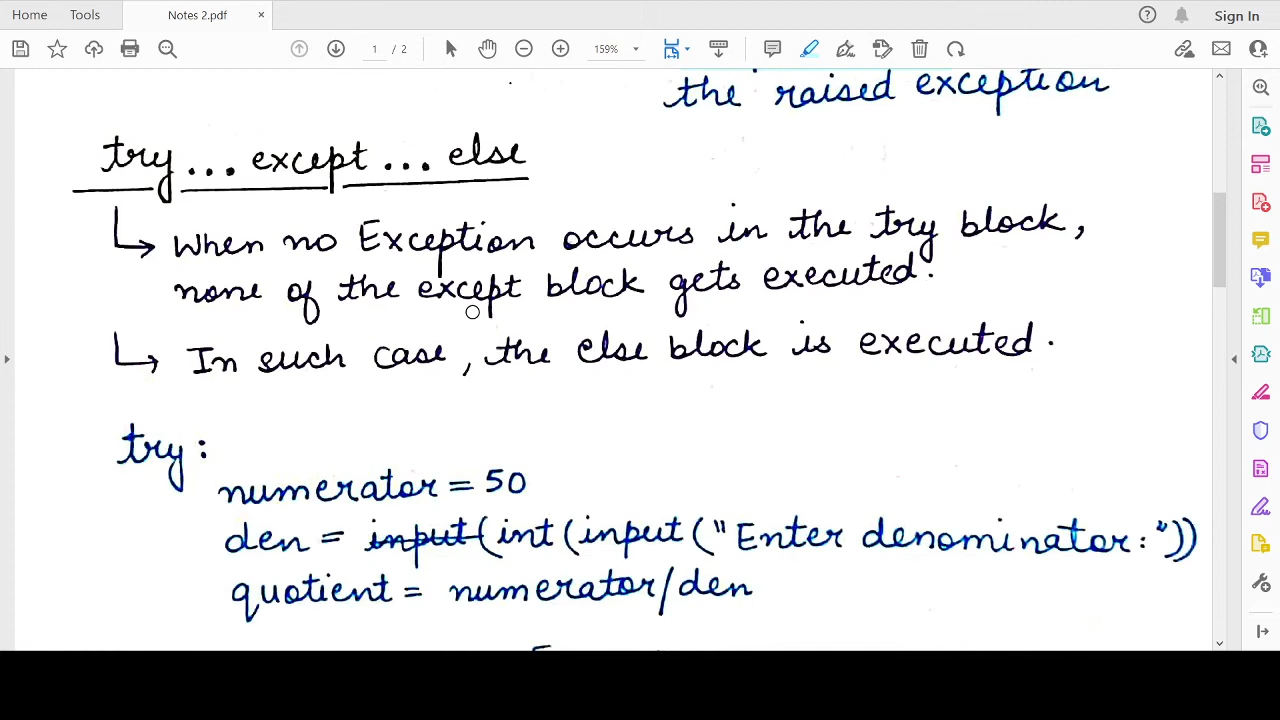 Home Tools Notes 2.pdf × Sign In
1 / 2 159%
the raised exception
try... except... else
When no Exception occurs in the try block,
none of the except block gets executed.
In such case, the else block is executed.
try:
numerator = 50
den = input (int (input ("Enter denominator:"))
quotient = numerator/den